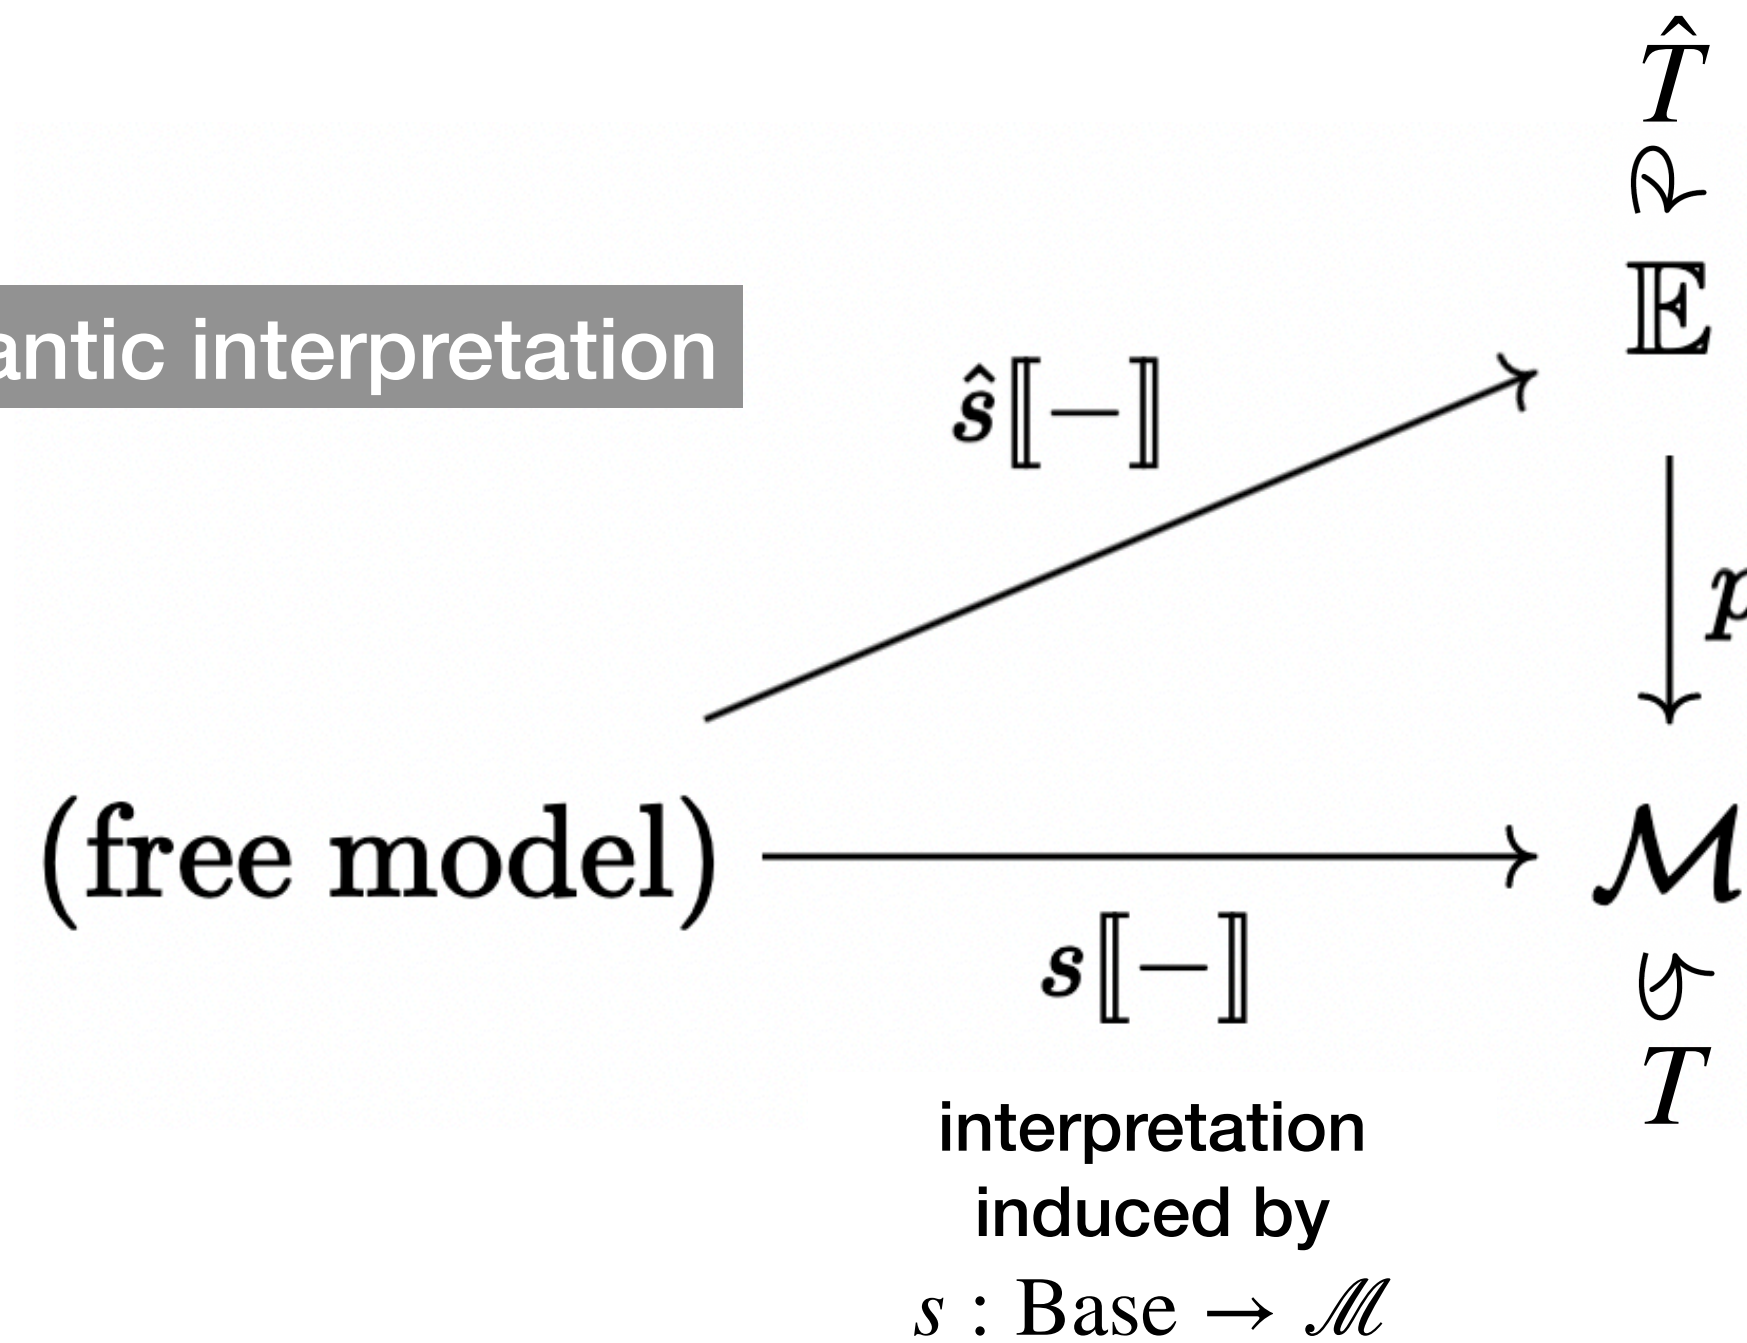 T̂
𝔼
antic interpretation
ŝ⟦−⟧
p
(free model)
ℳ
s⟦−⟧
T
interpretation
induced by
s : Base → ℳ